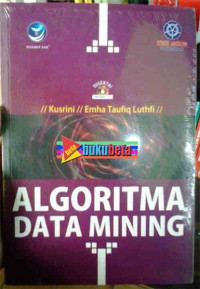 // Kusrini // Emha Taufiq Luthfi //
bukubeta
ALGORITMA
DATA MINING